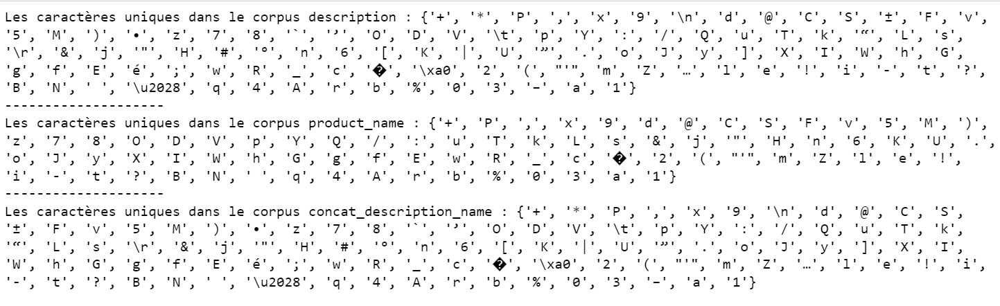 Les caractères uniques dans le corpus description : {'+', '*', 'P', ',', 'x', '9', '\n', 'd', '@', 'C', 'S', '±', 'F', 'v',
'5', 'M', ')', '•', 'z', '7', '8', '`', '’', 'O', 'D', 'V', '\t', 'p', 'Y', ':', '/', 'Q', 'u', 'T', 'k', '“', 'L', 's',
'\r', '&', 'j', '"', 'H', '#', '°', 'n', '6', '[', 'K', '|', 'U', '”', '.', 'o', 'J', 'y', ']', 'X', 'I', 'W', 'h', 'G',
'g', 'f', 'E', 'é', ';', 'w', 'R', '_', 'c', '�', '\xa0', '2', '(', "'", 'm', 'Z', '…', 'l', 'e', '!', 'i', '-', 't', '?',
'B', 'N', ' ', '\u2028', 'q', '4', 'A', 'r', 'b', '%', '0', '3', '–', 'a', '1'}
--------------------
Les caractères uniques dans le corpus product_name : {'+', 'P', ',', 'x', '9', 'd', '@', 'C', 'S', 'F', 'v', '5', 'M', ')',
'z', '7', '8', 'O', 'D', 'V', 'p', 'Y', 'Q', '/', ':', 'u', 'T', 'k', 'L', 's', '&', 'j', '"', 'H', 'n', '6', 'K', 'U', '.',
'o', 'J', 'y', 'X', 'I', 'W', 'h', 'G', 'g', 'f', 'E', 'w', 'R', '_', 'c', '�', '2', '(', "'", 'm', 'Z', 'l', 'e', '!',
'i', '-', 't', '?', 'B', 'N', ' ', 'q', '4', 'A', 'r', 'b', '%', '0', '3', 'a', '1'}
--------------------
Les caractères uniques dans le corpus concat_description_name : {'+', '*', 'P', ',', 'x', '9', '\n', 'd', '@', 'C', 'S',
'±', 'F', 'v', '5', 'M', ')', '•', 'z', '7', '8', '`', '’', 'O', 'D', 'V', '\t', 'p', 'Y', ':', '/', 'Q', 'u', 'T', 'k',
'“', 'L', 's', '\r', '&', 'j', '"', 'H', '#', '°', 'n', '6', '[', 'K', '|', 'U', '”', '.', 'o', 'J', 'y', ']', 'X', 'I',
'W', 'h', 'G', 'g', 'f', 'E', 'é', ';', 'w', 'R', '_', 'c', '�', '\xa0', '2', '(', "'", 'm', 'Z', '…', 'l', 'e', '!', 'i',
'-', 't', '?', 'B', 'N', ' ', '\u2028', 'q', '4', 'A', 'r', 'b', '%', '0', '3', '–', 'a', '1'}